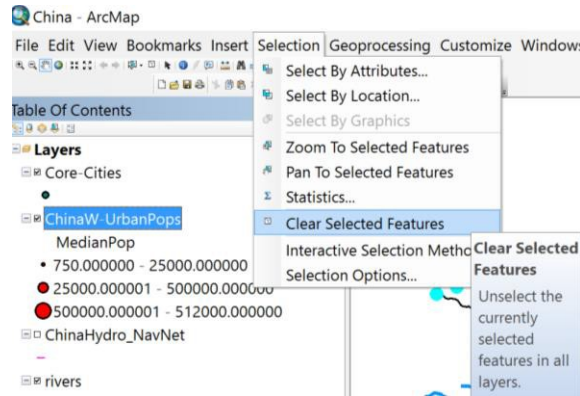 China - ArcMap
File Edit View Bookmarks Insert Selection Geoprocessing Customize Windows
Select By Attributes...
Select By Location...
Select By Graphics
Zoom To Selected Features
Pan To Selected Features
Statistics...
Clear Selected Features
Interactive Selection Metho
Selection Options...
Clear Selected
Features
Unselect the
currently
selected
features in all
layers.
Table Of Contents
Layers
Core-Cities
ChinaW-UrbanPops
MedianPop
750.000000 - 25000.000000
25000.000001 - 500000.000000
500000.000001 - 512000.000000
ChinaHydro_NavNet
rivers